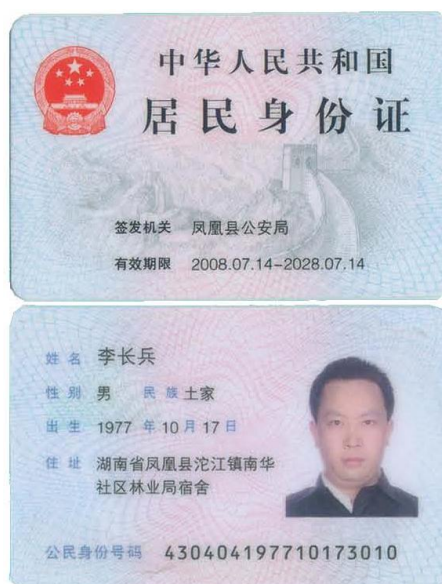 中华人民共和国
居民身份证
签发机关 凤凰县公安局
有效期限 2008.07.14-2028.07.14
姓名 李长兵
性别 男 民族 土家
出生 1977 年 10 月 17 日
住址 湖南省凤凰县沱江镇南华
社区林业局宿舍
公民身份号码 430404197710173010